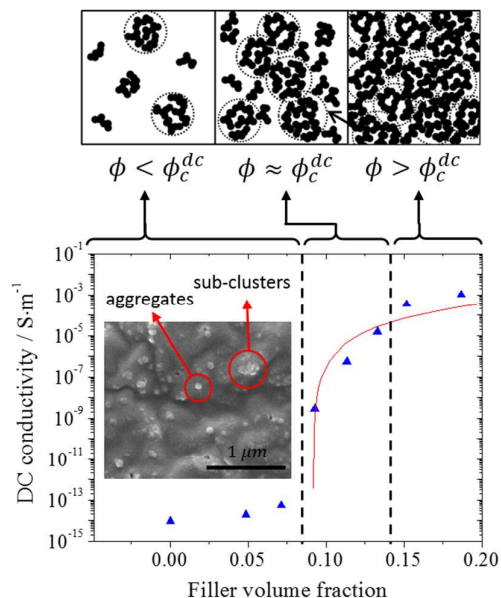 ϕ < ϕ_c^{dc} ϕ ≈ ϕ_c^{dc} ϕ > ϕ_c^{dc}
10⁻¹
10⁻³
10⁻⁵
10⁻⁷
10⁻⁹
10⁻¹¹
10⁻¹³
10⁻¹⁵
DC conductivity / S·m⁻¹
sub-clusters
aggregates
1 μm
0.00 0.05 0.10 0.15 0.20
Filler volume fraction